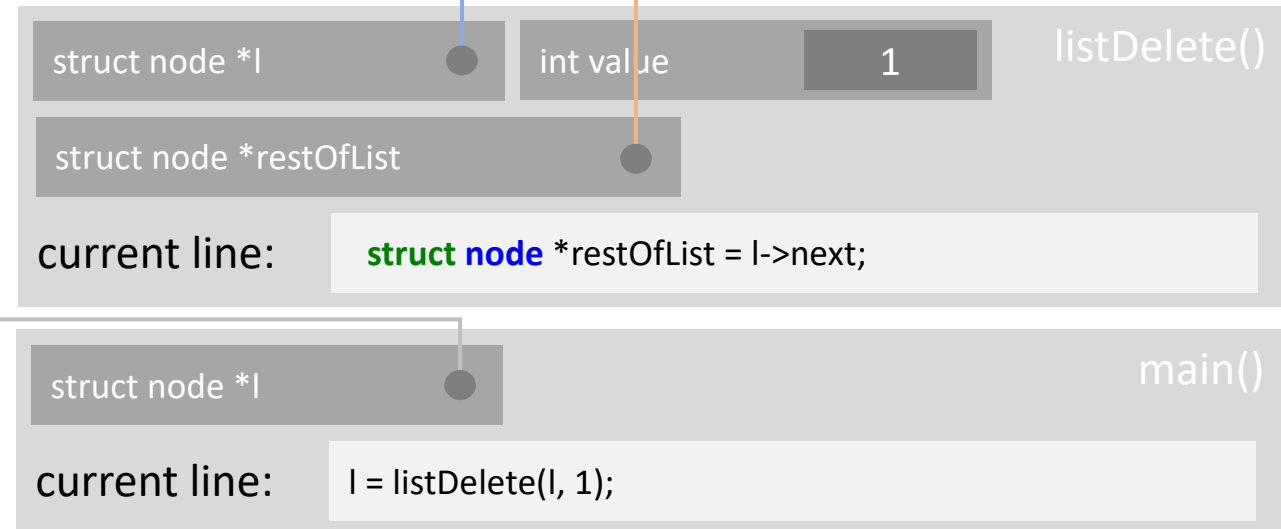 listDelete()
struct node *l
int value
1
struct node *restOfList
current line:
struct node *restOfList = l->next;
main()
struct node *l
current line:
l = listDelete(l, 1);